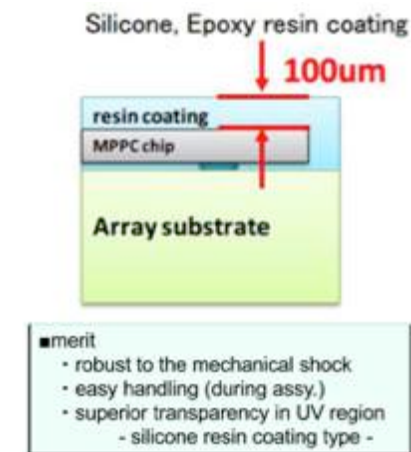 Silicone, Epoxy resin coating
100um
resin coating
MPPC chip
Array substrate
■merit
・robust to the mechanical shock
・easy handling (during assy.)
・superior transparency in UV region
- silicone resin coating type -